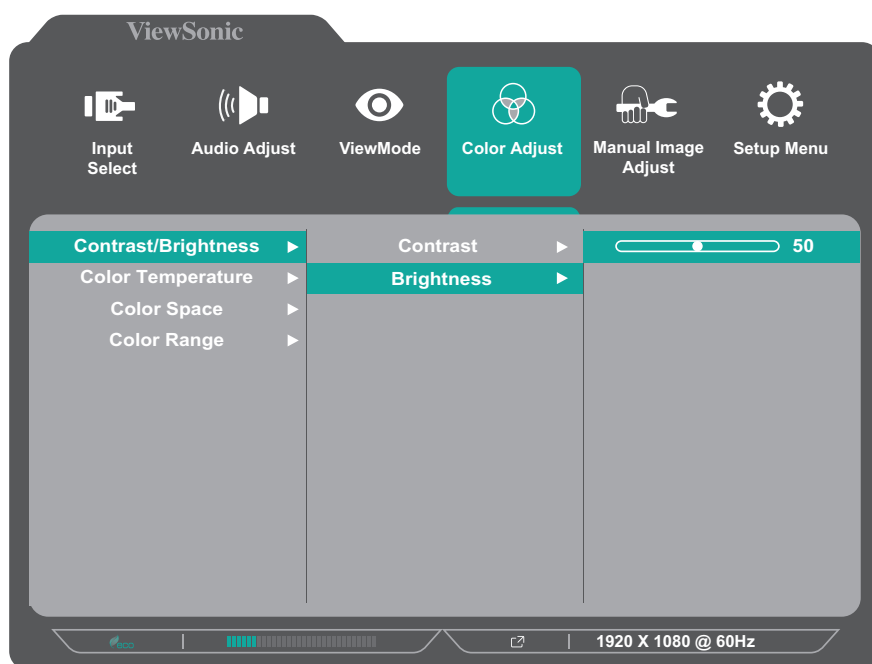 ViewSonic
Input
Select
Audio Adjust
ViewMode
Color Adjust
Manual Image
Adjust
Setup Menu
Contrast/Brightness
Contrast
50
Color Temperature
Brightness
Color Space
Color Range
eco
1920 X 1080 @ 60Hz